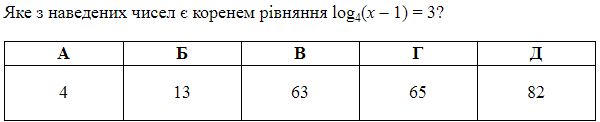 Яке з наведених чисел є коренем рівняння log₄(x – 1) = 3?
А Б В Г Д
4 13 63 65 82